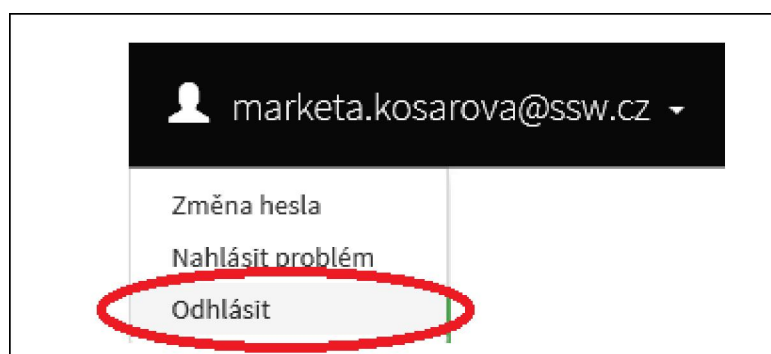 marketa.kosarova@ssw.cz
Změna hesla
Nahlásit problém
Odhlásit